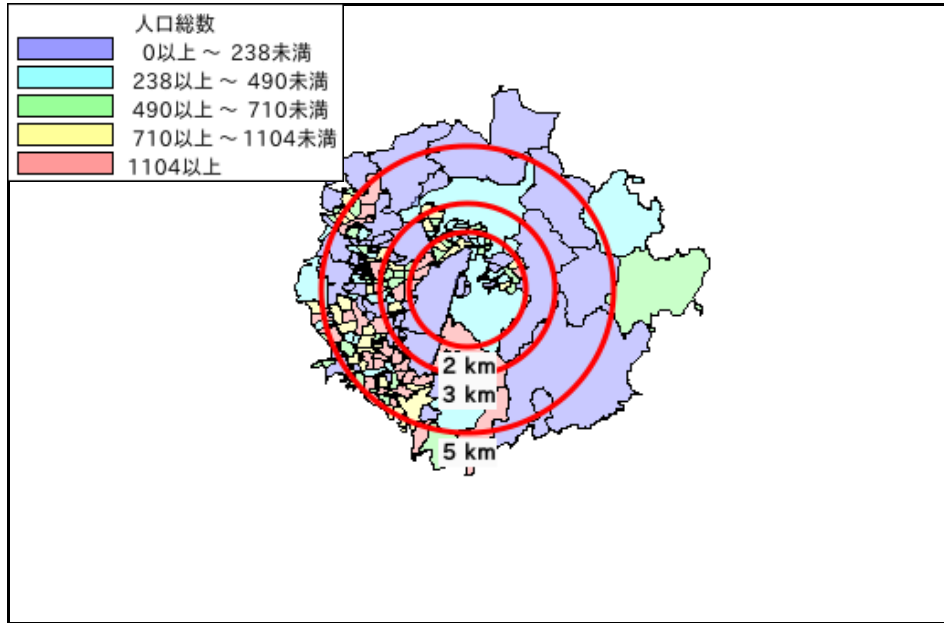 人口総数
0以上 ～ 238未満
238以上 ～ 490未満
490以上 ～ 710未満
710以上 ～ 1104未満
1104以上
2 km
3 km
5 km